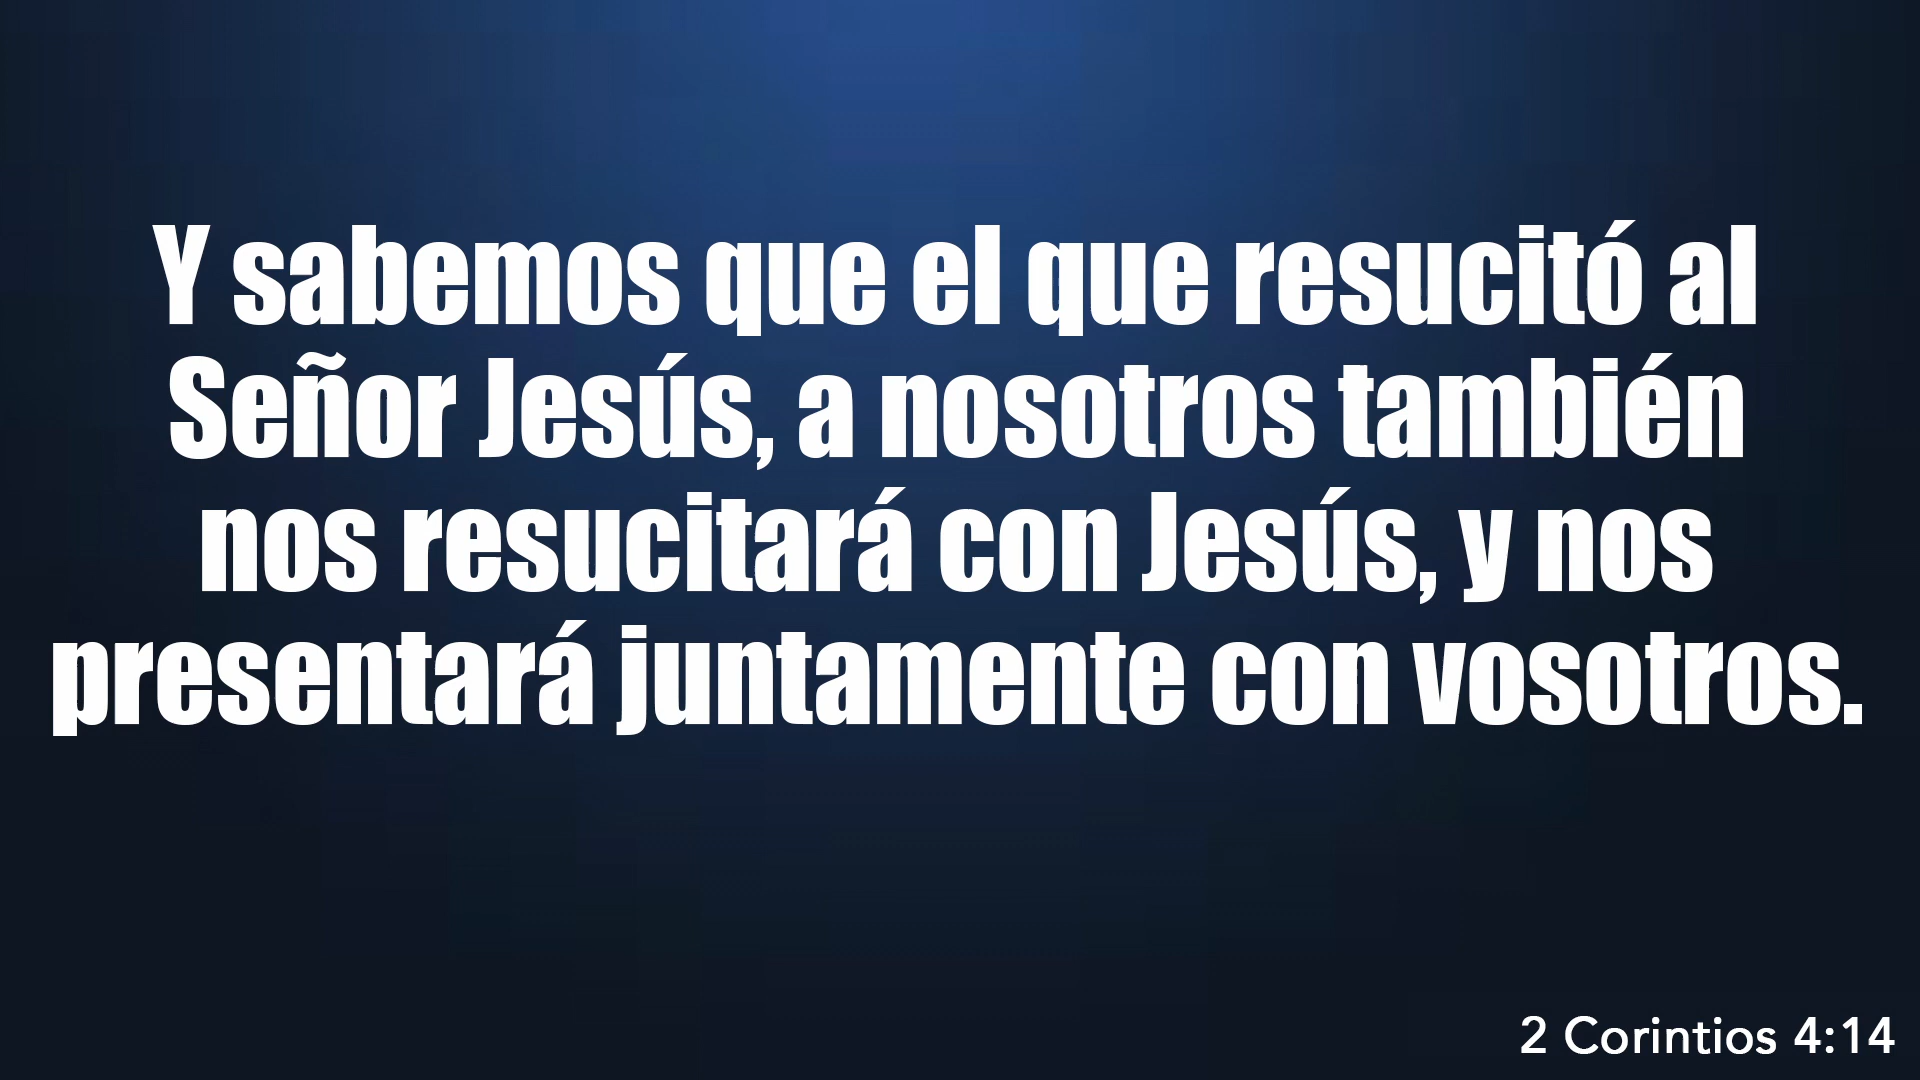 Y sabemos que el que resucitó al
Señor Jesús, a nosotros también
nos resucitará con Jesús, y nos
presentará juntamente con vosotros.
2 Corintios 4:14